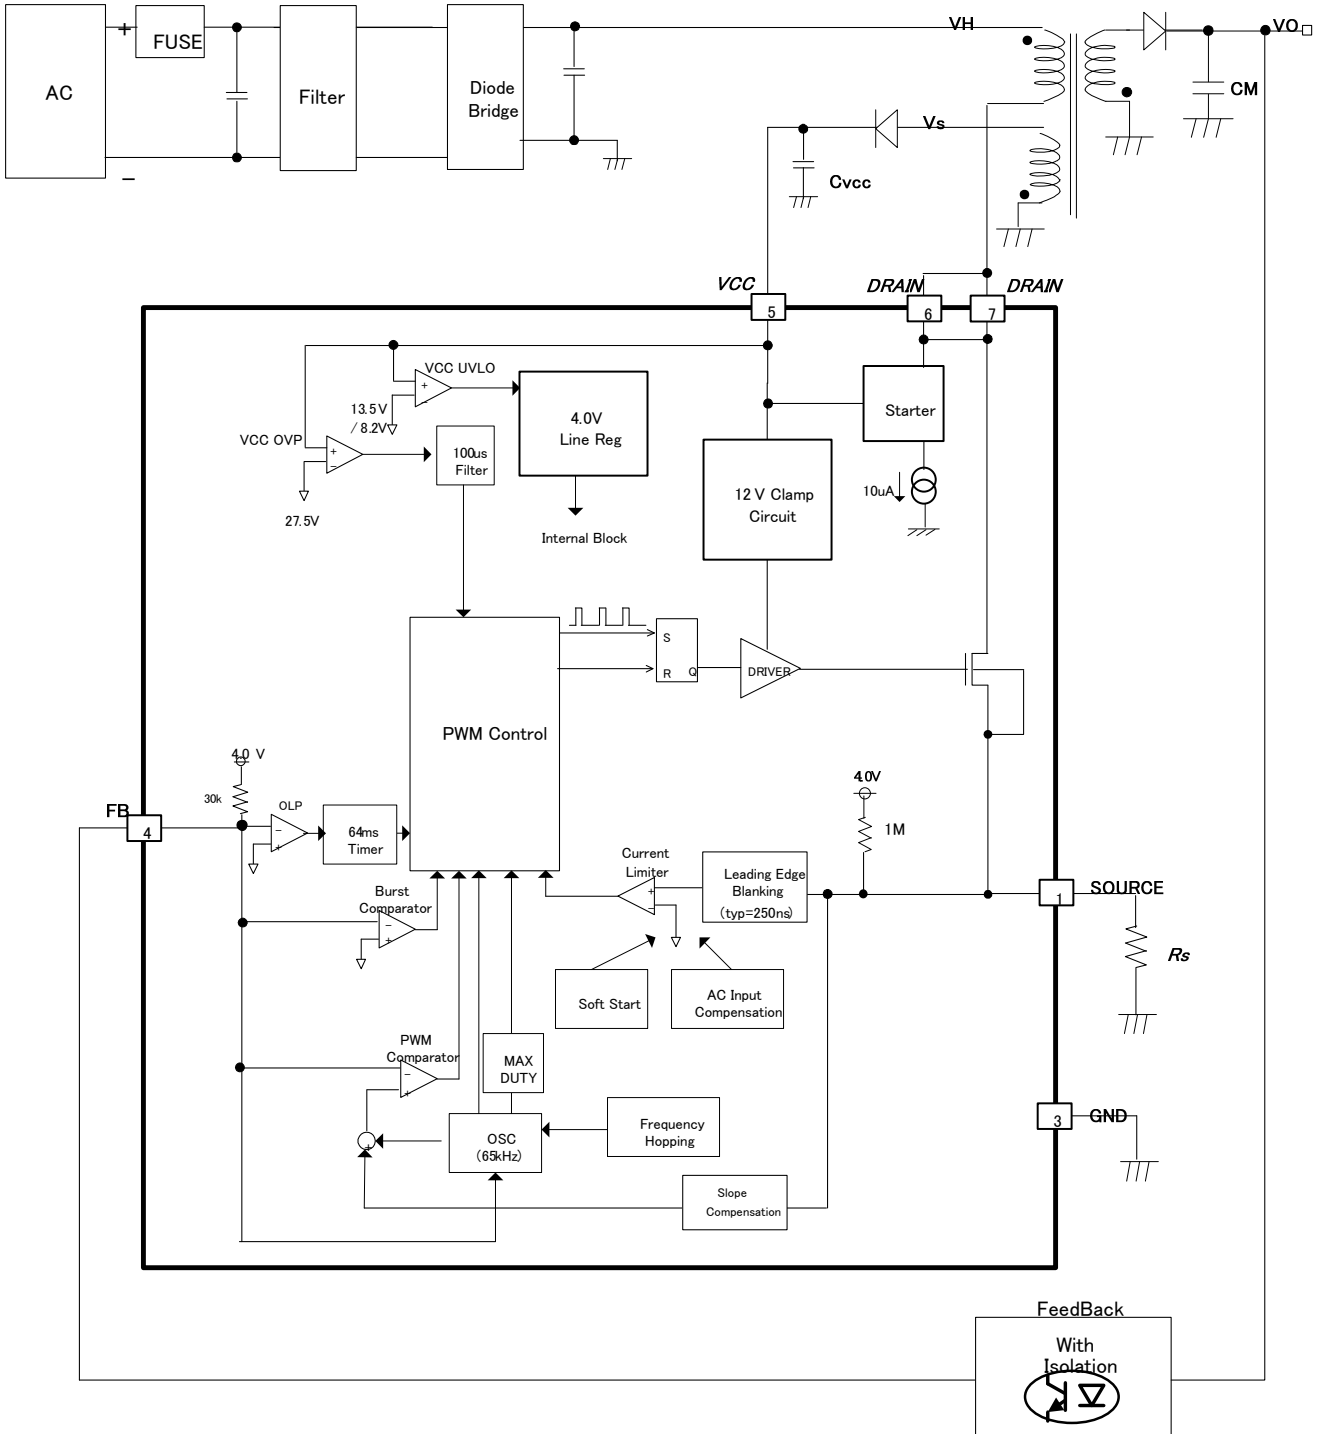 VH
VO
+
FUSE
AC
Filter
Diode
Bridge
CM
Vs
Cvcc
−
VCC
DRAIN
DRAIN
5
6
7
VCC UVLO
+
−
13.5V
/ 8.2V
VCC OVP
+
−
27.5V
100us
Filter
4.0V
Line Reg
Internal Block
Starter
10uA
12V Clamp
Circuit
S
R
Q
DRIVER
PWM Control
4.0 V
30k
OLP
FB
4
−
+
64ms
Timer
4.0V
1M
Current
Limiter
+
−
Leading Edge
Blanking
(typ=250ns)
1
SOURCE
Rs
Burst
Comparator
−
+
Soft Start
AC Input
Compensation
PWM
Comparator
−
+
MAX
DUTY
+
OSC
(65kHz)
Frequency
Hopping
3
GND
Slope
Compensation
FeedBack
With
Isolation